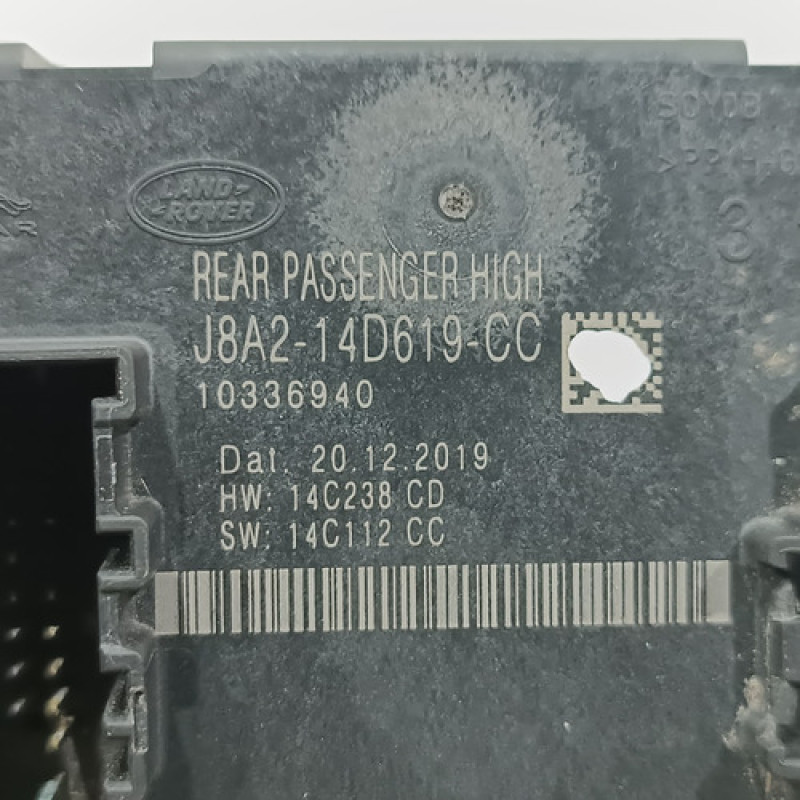 LAND-
ROVER
REAR PASSENGER HIGH
J8A2-14D619-CC
10336940
3
Dat. 20.12.2019
HW: 14C238 CD
SW: 14C112 CC